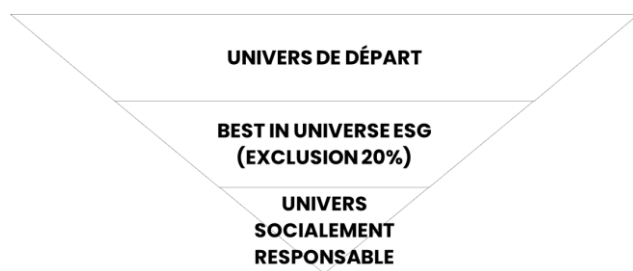 UNIVERS DE DÉPART
BEST IN UNIVERSE ESG
(EXCLUSION 20%)
UNIVERS
SOCIALEMENT
RESPONSABLE